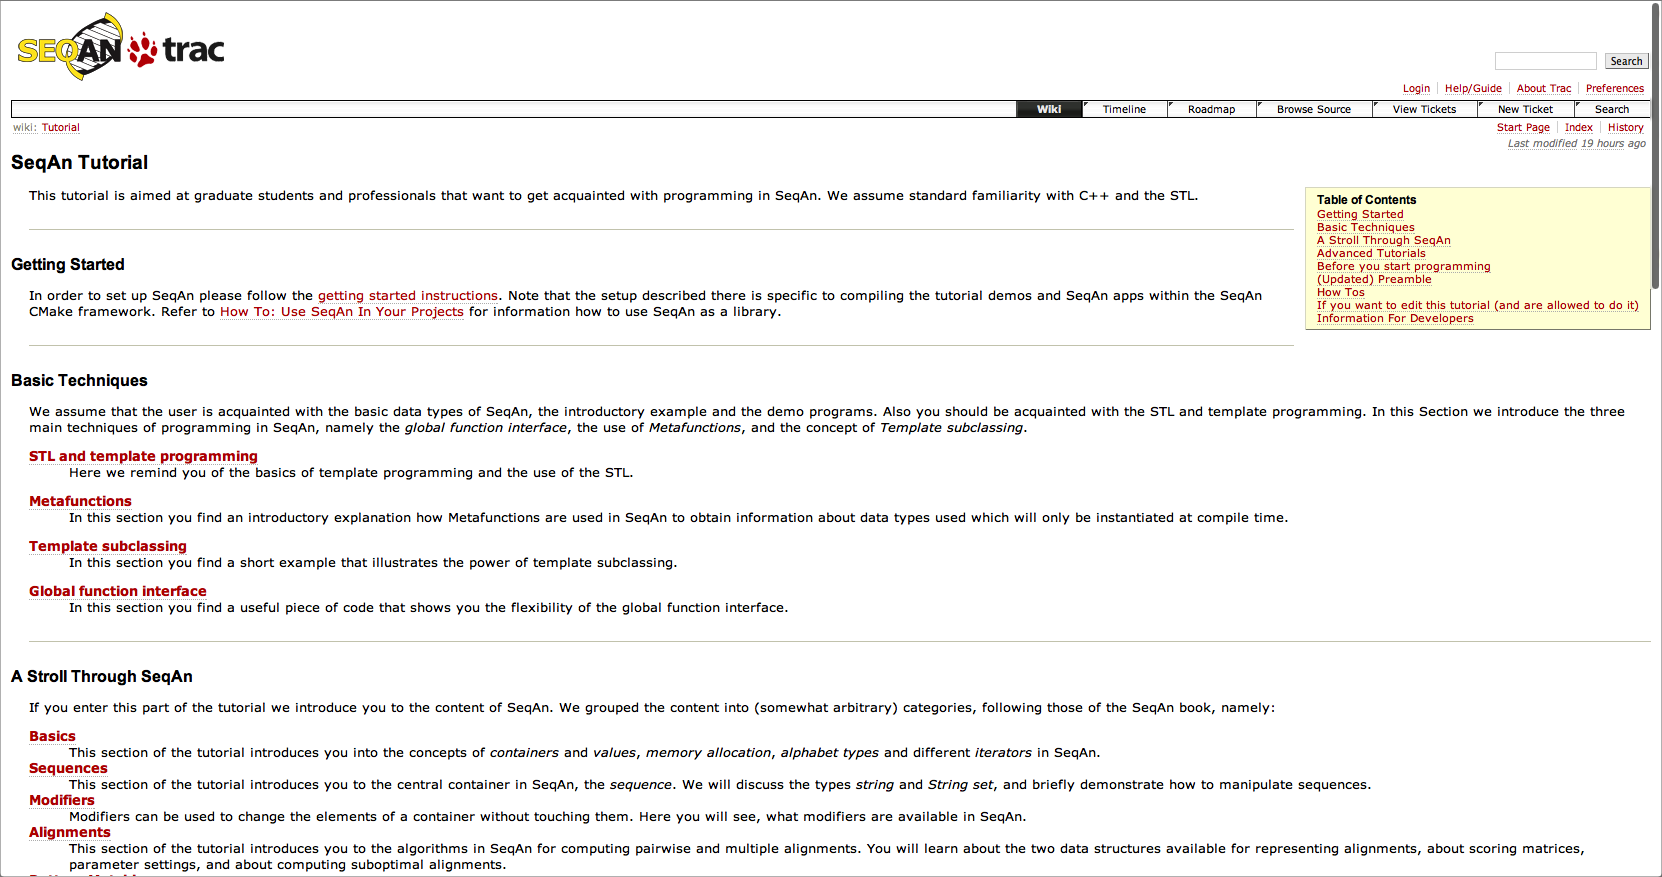 SEQAN trac
Search
Login Help/Guide About Trac Preferences
Wiki Timeline Roadmap Browse Source View Tickets New Ticket Search
wiki: Tutorial
Start Page Index History
Last modified 19 hours ago
SeqAn Tutorial
This tutorial is aimed at graduate students and professionals that want to get acquainted with programming in SeqAn. We assume standard familiarity with C++ and the STL.
Table of Contents
Getting Started
Basic Techniques
A Stroll Through SeqAn
Advanced Tutorials
Before you start programming
(Updated) Preamble
How Tos
If you want to edit this tutorial (and are allowed to do it)
Information For Developers
Getting Started
In order to set up SeqAn please follow the getting started instructions. Note that the setup described there is specific to compiling the tutorial demos and SeqAn apps within the SeqAn
CMake framework. Refer to How To: Use SeqAn In Your Projects for information how to use SeqAn as a library.
Basic Techniques
We assume that the user is acquainted with the basic data types of SeqAn, the introductory example and the demo programs. Also you should be acquainted with the STL and template programming. In this Section we introduce the three
main techniques of programming in SeqAn, namely the global function interface, the use of Metafunctions, and the concept of Template subclassing.
STL and template programming
Here we remind you of the basics of template programming and the use of the STL.
Metafunctions
In this section you find an introductory explanation how Metafunctions are used in SeqAn to obtain information about data types used which will only be instantiated at compile time.
Template subclassing
In this section you find a short example that illustrates the power of template subclassing.
Global function interface
In this section you find a useful piece of code that shows you the flexibility of the global function interface.
A Stroll Through SeqAn
If you enter this part of the tutorial we introduce you to the content of SeqAn. We grouped the content into (somewhat arbitrary) categories, following those of the SeqAn book, namely:
Basics
This section of the tutorial introduces you into the concepts of containers and values, memory allocation, alphabet types and different iterators in SeqAn.
Sequences
This section of the tutorial introduces you to the central container in SeqAn, the sequence. We will discuss the types string and String set, and briefly demonstrate how to manipulate sequences.
Modifiers
Modifiers can be used to change the elements of a container without touching them. Here you will see, what modifiers are available in SeqAn.
Alignments
This section of the tutorial introduces you to the algorithms in SeqAn for computing pairwise and multiple alignments. You will learn about the two data structures available for representing alignments, about scoring matrices,
parameter settings, and about computing suboptimal alignments.